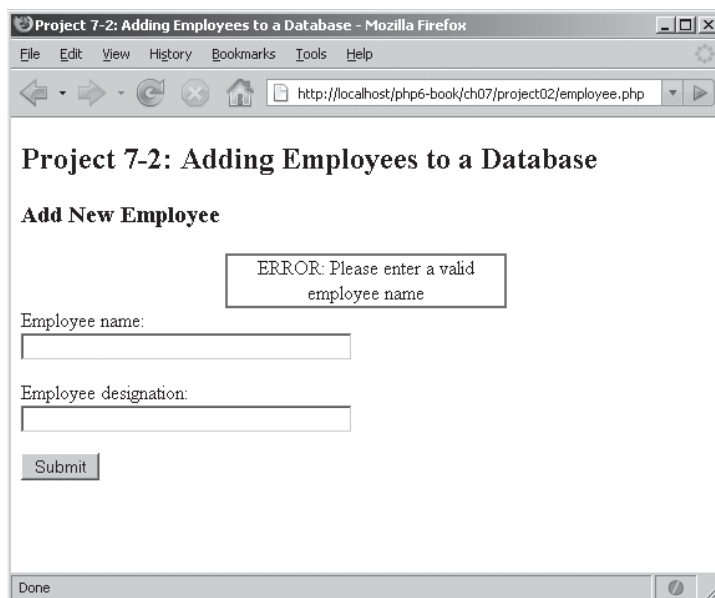 Project 7-2: Adding Employees to a Database - Mozilla Firefox
File Edit View History Bookmarks Tools Help
http://localhost/php6-book/ch07/project02/employee.php
Project 7-2: Adding Employees to a Database
Add New Employee
ERROR: Please enter a valid
employee name
Employee name:
Employee designation:
Submit
Done